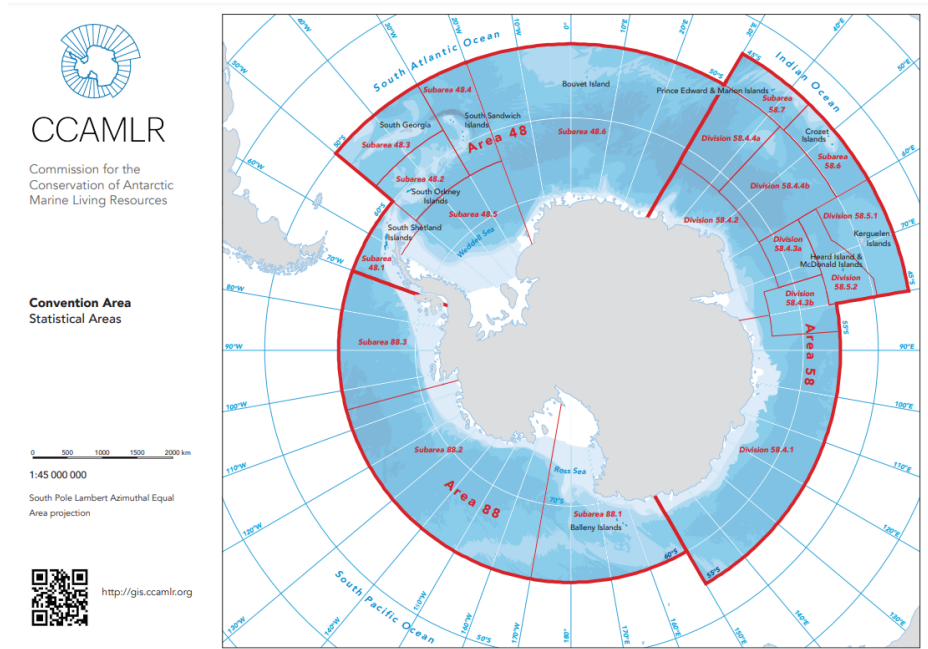 CCAMLR
Commission for the
Conservation of Antarctic
Marine Living Resources
Convention Area
Statistical Areas
0 500 1000 1500 2000 km
1:45 000 000
South Pole Lambert Azimuthal Equal
Area projection
http://gis.ccamlr.org
40°W
30°W
20°W
10°W
0°
10°E
20°E
30°E
40°E
50°W
South Atlantic Ocean
50°S
45°S
Indian Ocean
50°E
Bouvet Island
Prince Edward & Marion Islands
Subarea 48.4
Subarea
58.7
South Georgia
South Sandwich
Islands
Area 48
Subarea 48.6
Division 58.4.4a
Crozet
Islands
50°S
Subarea 48.3
60°E
60°W
Subarea
58.6
Subarea 48.2
South Orkney
Islands
Division 58.4.4b
60°S
Subarea 48.5
Division 58.4.2
Division 58.5.1
70°E
South Shetland
Islands
Weddell Sea
Kerguelen
Islands
Division
58.4.3a
Heard Island &
McDonald Islands
70°W
Subarea
48.1
Division
58.5.2
45°S
80°W
Division
58.4.3b
80°E
55°S
90°W
Subarea 88.3
Area 58
90°E
100°W
100°E
110°W
Subarea 88.2
Division 58.4.1
110°E
Ross Sea
Area 88
70°S
Subarea 88.1
Balleny Islands
120°W
120°E
60°S
55°S
South Pacific Ocean
130°W
140°W
110°W
140°W
50°S
170°W
180°
170°E
160°E
150°E
140°E
130°E